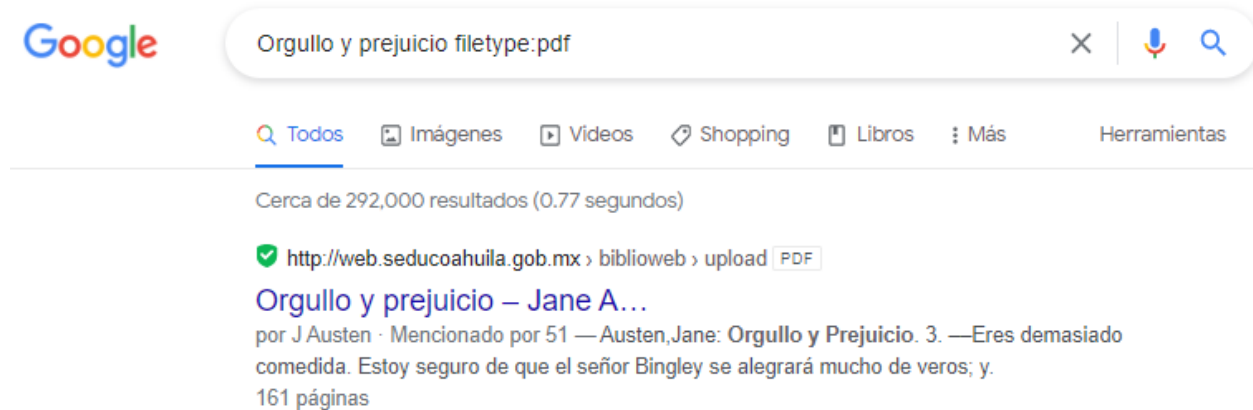 Google
Orgullo y prejuicio filetype:pdf
Todos Imágenes Videos Shopping Libros Más Herramientas
Cerca de 292,000 resultados (0.77 segundos)
http://web.seducoahuila.gob.mx › biblioweb › upload PDF
Orgullo y prejuicio – Jane A...
por J Austen · Mencionado por 51 — Austen,Jane: Orgullo y Prejuicio. 3. —Eres demasiado
comedida. Estoy seguro de que el señor Bingley se alegrará mucho de veros; y.
161 páginas